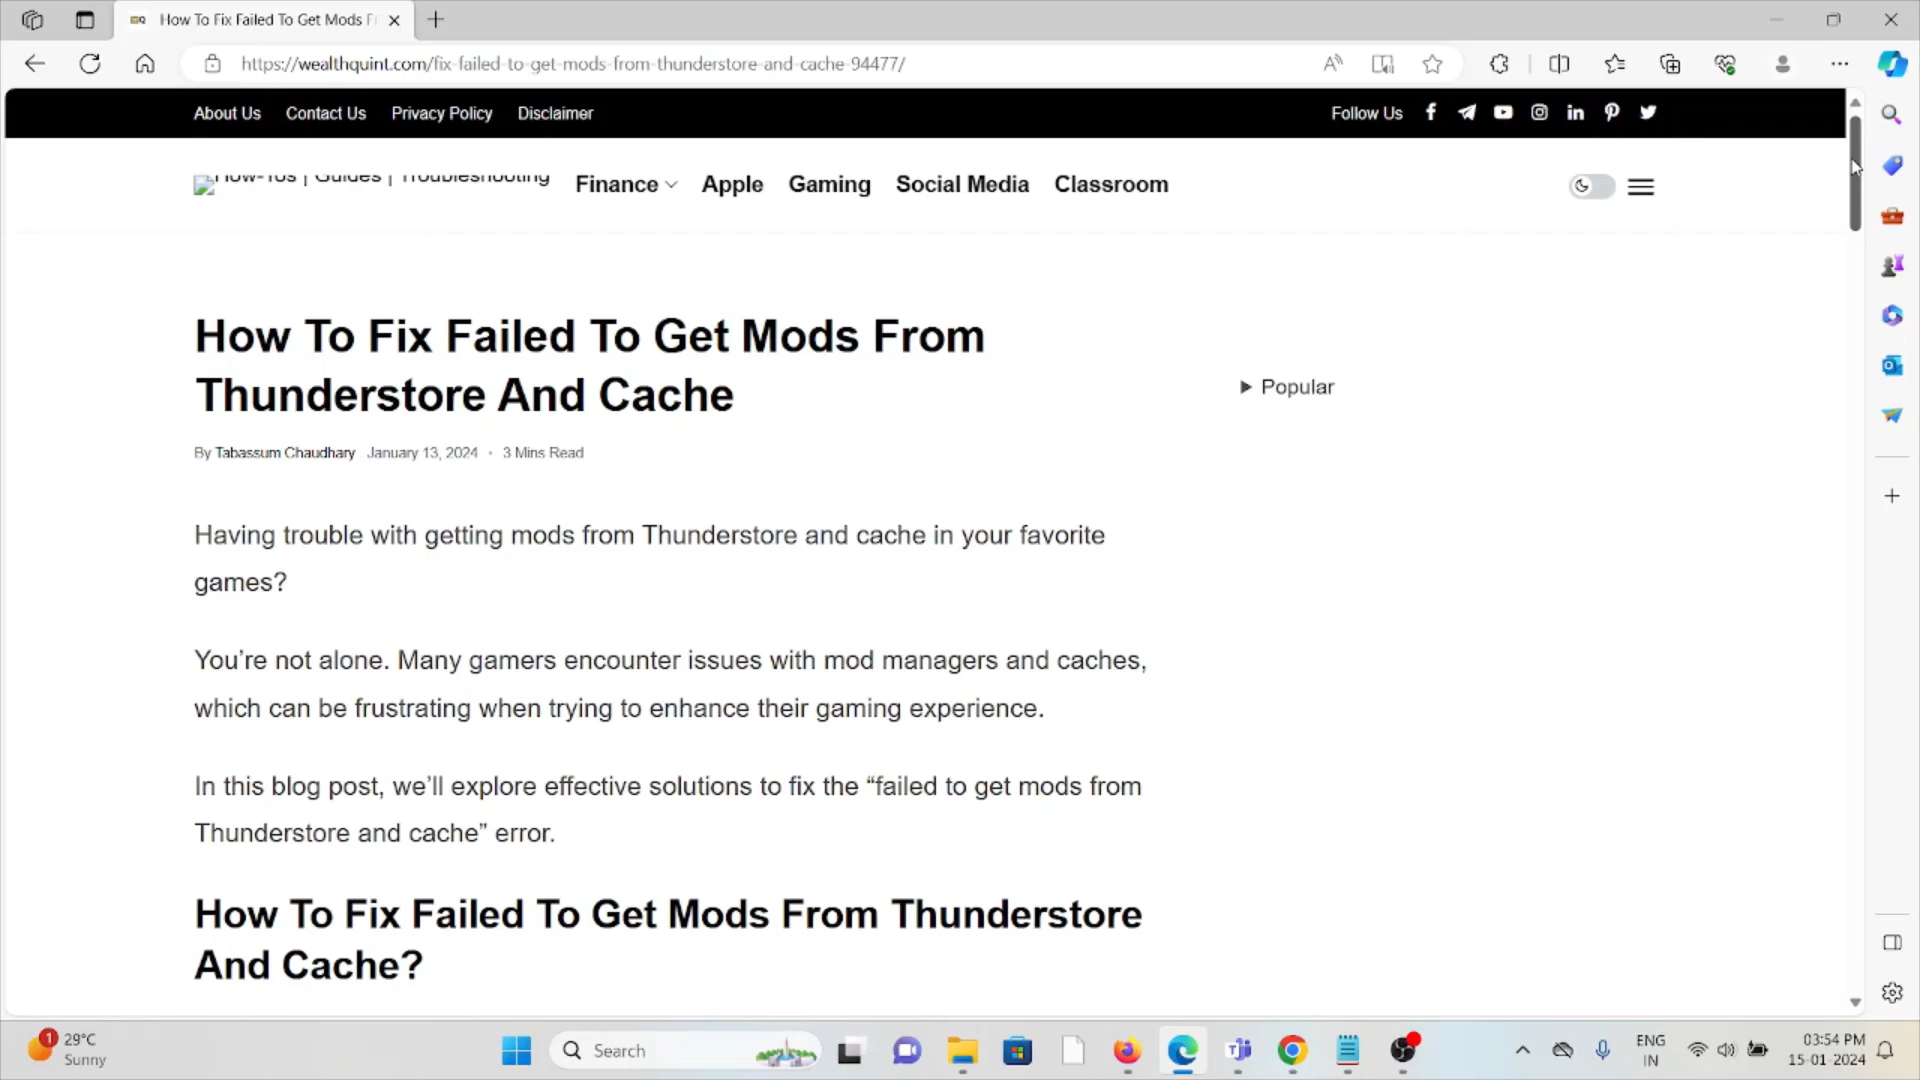 How To Fix Failed To Get Mods F
https://wealthquint.com/fix-failed-to-get-mods-from-thunderstore-and-cache-94477/
About Us Contact Us Privacy Policy Disclaimer Follow Us
How-Tos | Guides | Troubleshooting Finance Apple Gaming Social Media Classroom
How To Fix Failed To Get Mods From
Thunderstore And Cache
By Tabassum Chaudhary January 13, 2024 • 3 Mins Read
Popular
Having trouble with getting mods from Thunderstore and cache in your favorite
games?
You’re not alone. Many gamers encounter issues with mod managers and caches,
which can be frustrating when trying to enhance their gaming experience.
In this blog post, we’ll explore effective solutions to fix the “failed to get mods from
Thunderstore and cache” error.
How To Fix Failed To Get Mods From Thunderstore
And Cache?
1 29°C
Sunny
Search
ENG
IN
03:54 PM
15-01-2024